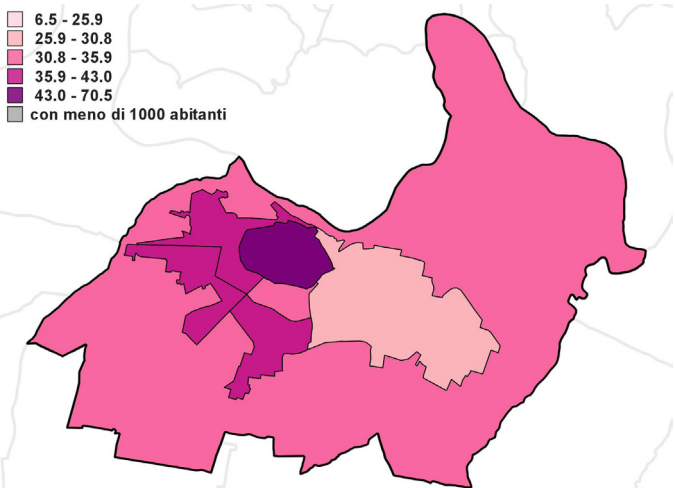 6.5 - 25.9
25.9 - 30.8
30.8 - 35.9
35.9 - 43.0
43.0 - 70.5
con meno di 1000 abitanti